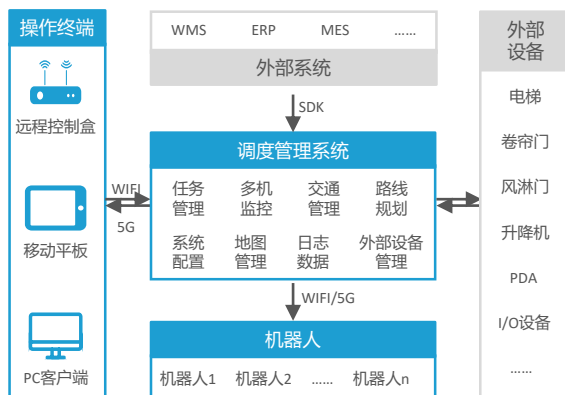 操作终端
远程控制盒
移动平板
PC客户端
WIFI
5G
WMS ERP MES ......
外部系统
SDK
调度管理系统
任务 多机 交通 路线
管理 监控 管理 规划
系统 地图 日志 外部设备
配置 管理 数据 管理
WIFI/5G
机器人
机器人1 机器人2 ...... 机器人n
外部
设备
电梯
卷帘门
风淋门
升降机
PDA
I/O设备
......